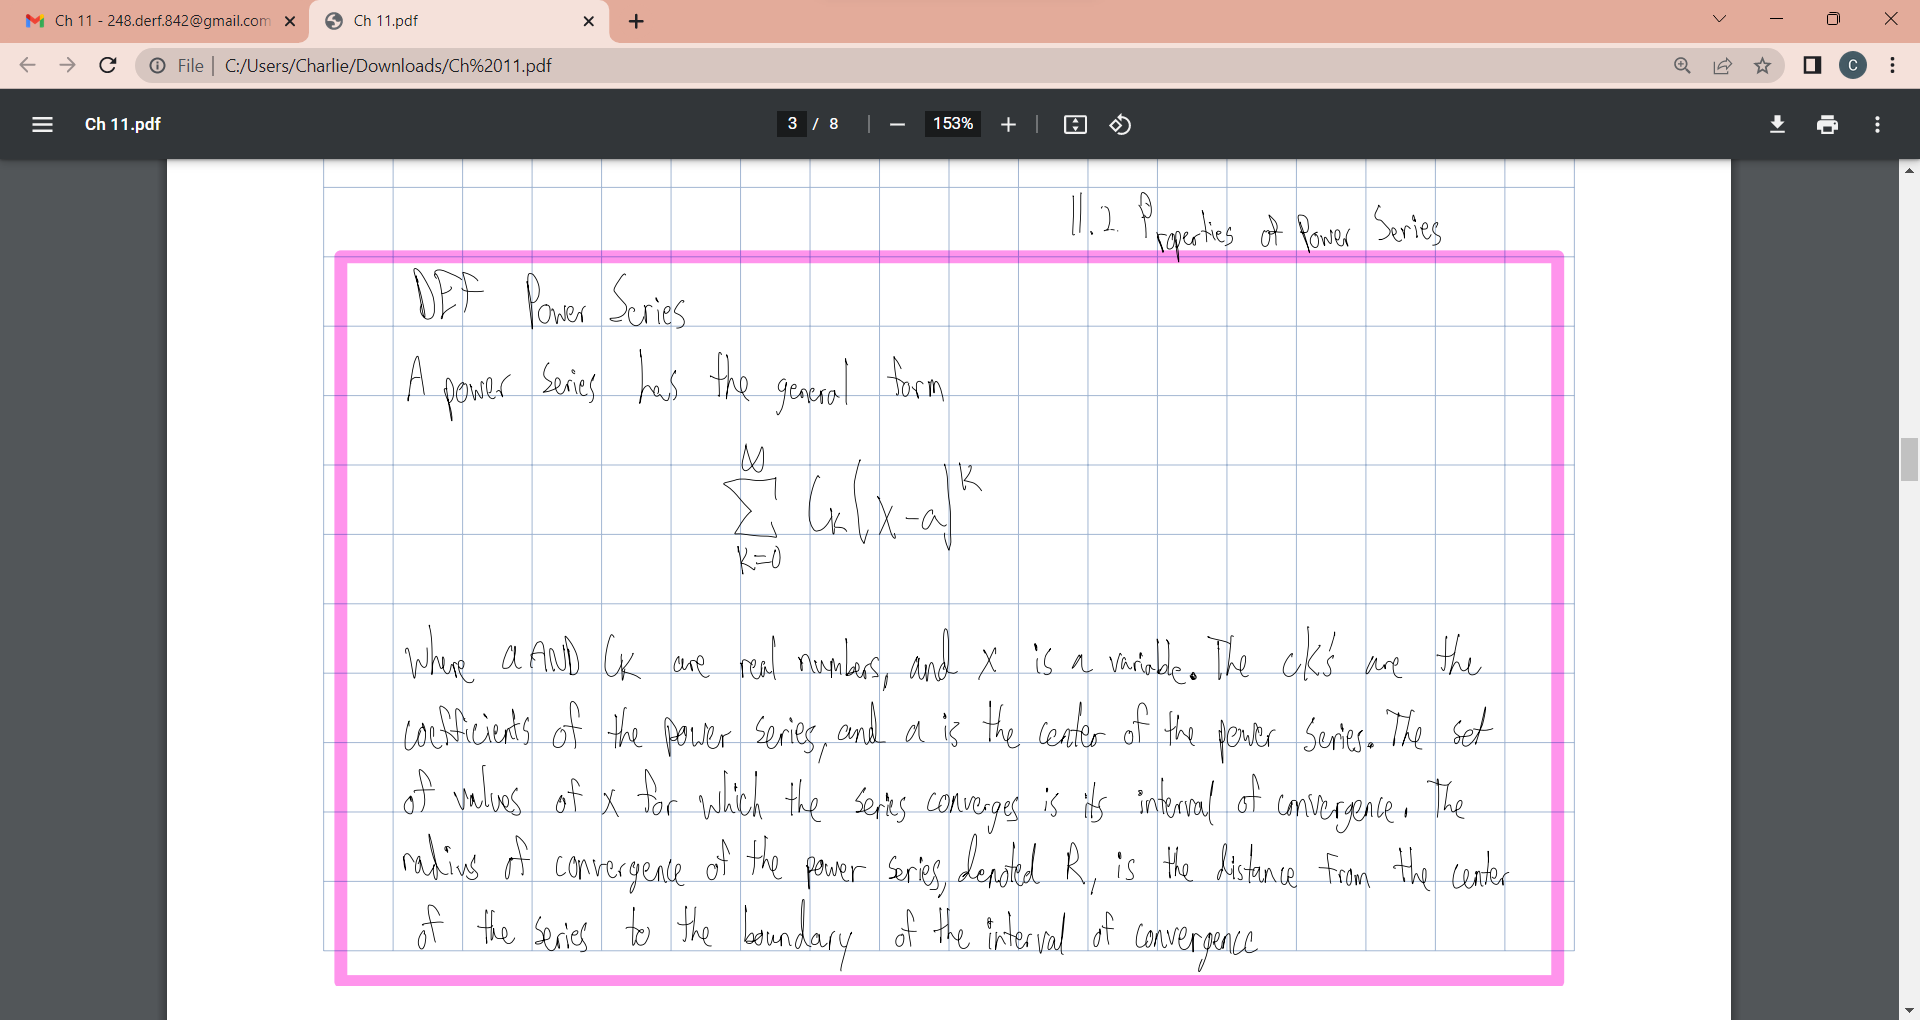 Ch 11 - 248.derf.842@gmail.com
Ch 11.pdf
File | C:/Users/Charlie/Downloads/Ch%2011.pdf
C
Ch 11.pdf
3 / 8
153%
11.2 Properties of Power Series
DEF Power Series
A power series has the general form
∞
∑ Ck(x-a)^k
k=0
where a AND Ck are real numbers, and x is a variable. The ck's are the
coefficients of the power series, and a is the center of the power series. The set
of values of x for which the series converges is its interval of convergence. The
radius of convergence of the power series, denoted R, is the distance from the center
of the series to the boundary of the interval of convergence